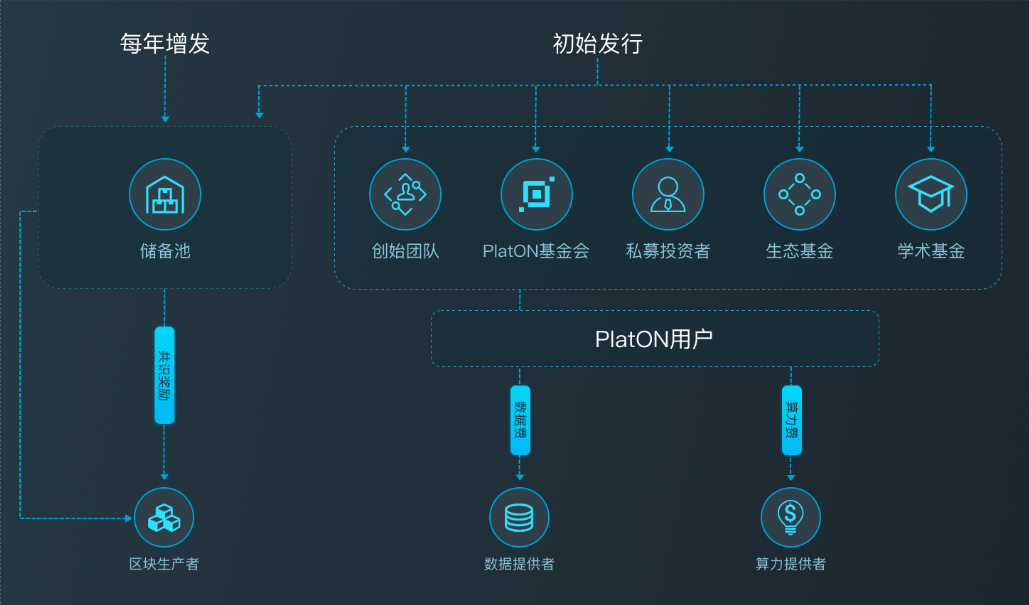 每年增发
初始发行
储备池
创始团队
PlatON基金会
私募投资者
生态基金
学术基金
PlatON用户
共识奖励
数据费
算力费
区块生产者
数据提供者
算力提供者